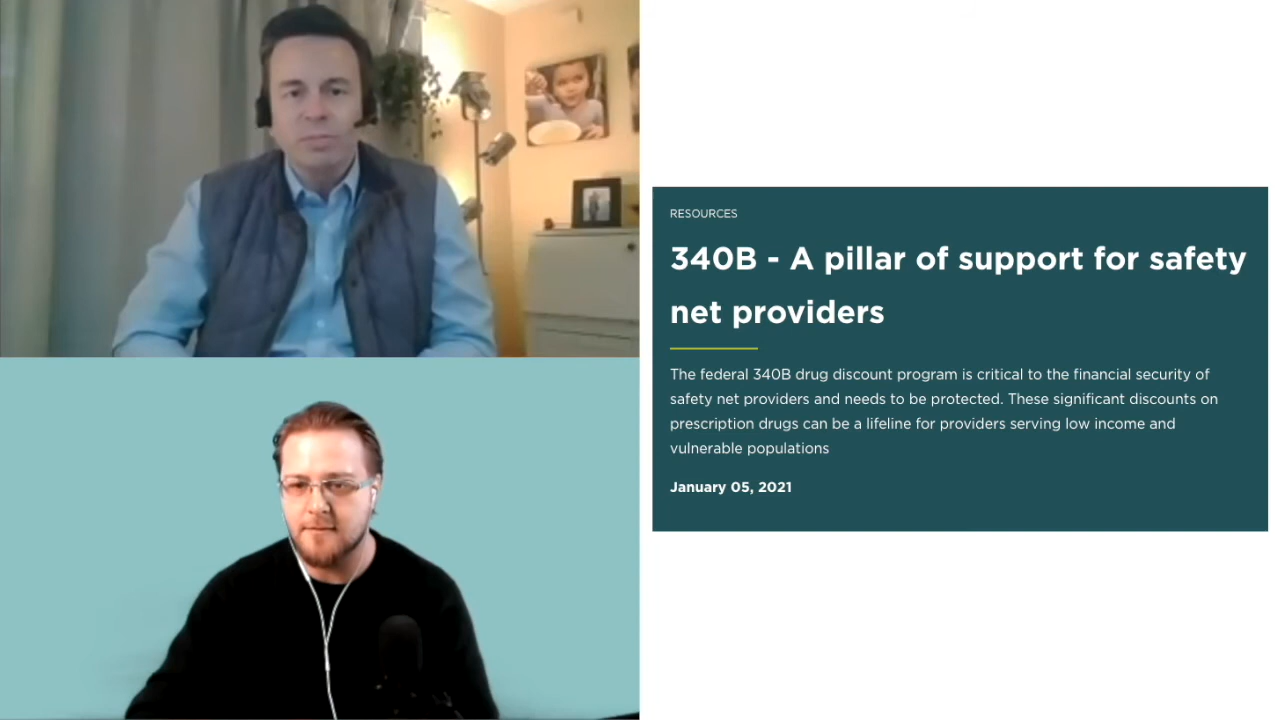 RESOURCES
340B - A pillar of support for safety
net providers
The federal 340B drug discount program is critical to the financial security of
safety net providers and needs to be protected. These significant discounts on
prescription drugs can be a lifeline for providers serving low income and
vulnerable populations
January 05, 2021